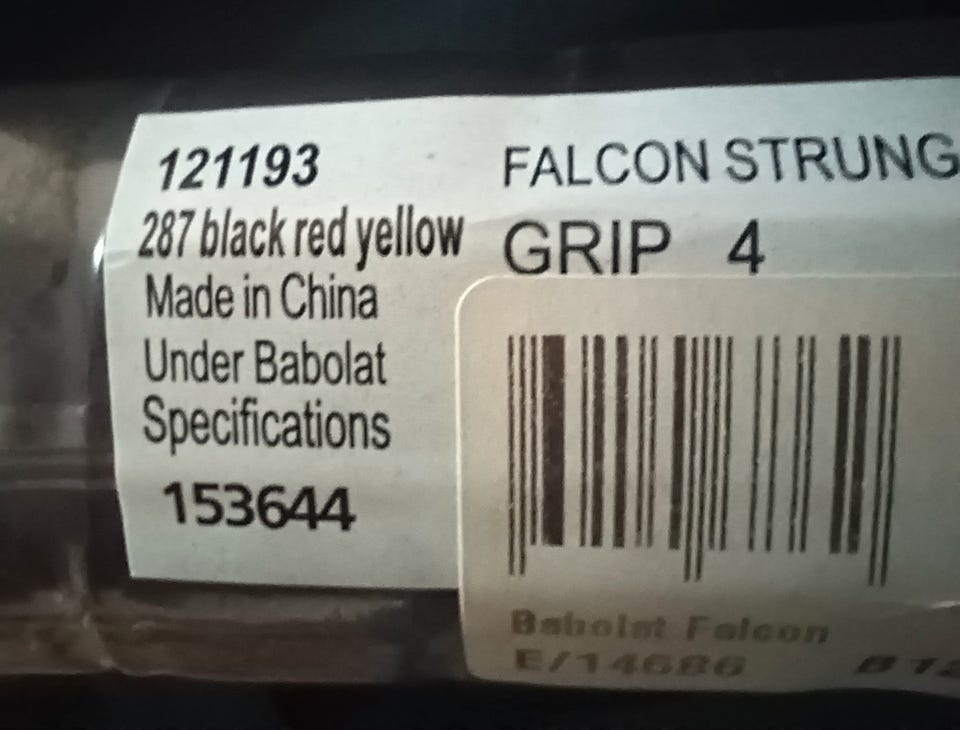 121193
287 black red yellow
Made in China
Under Babolat
Specifications
153644
FALCON STRUNG
GRIP 4
Babolat Falcon
E/14686